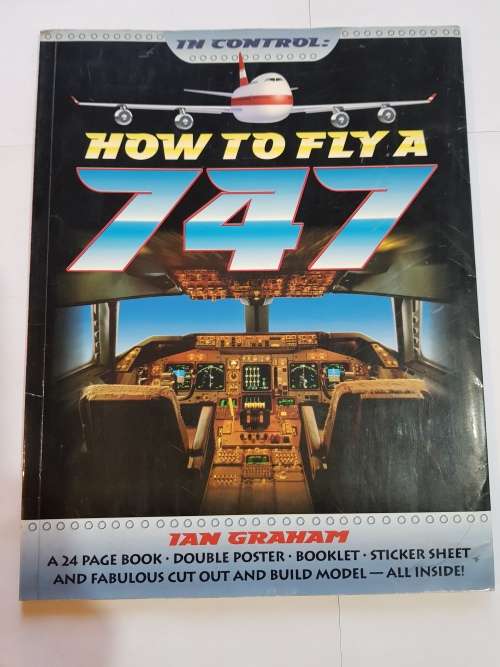 IN CONTROL:
HOW TO FLY A
747
IAN GRAHAM
A 24 PAGE BOOK · DOUBLE POSTER · BOOKLET · STICKER SHEET
AND FABULOUS CUT OUT AND BUILD MODEL — ALL INSIDE!